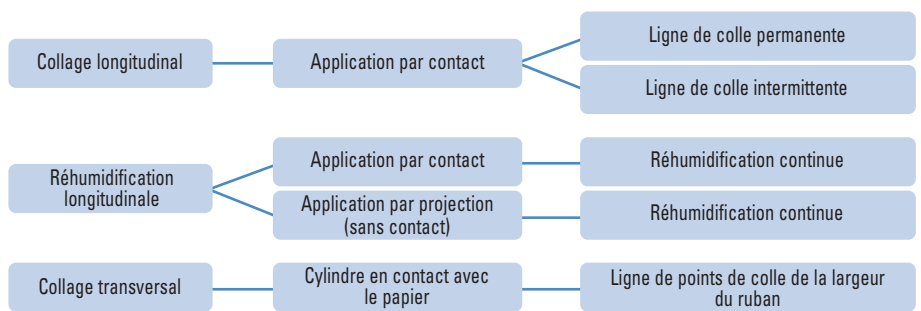 Collage longitudinal
Application par contact
Ligne de colle permanente
Ligne de colle intermittente
Réhumidification
longitudinale
Application par contact
Réhumidification continue
Application par projection
(sans contact)
Réhumidification continue
Collage transversal
Cylindre en contact avec
le papier
Ligne de points de colle de la largeur
du ruban